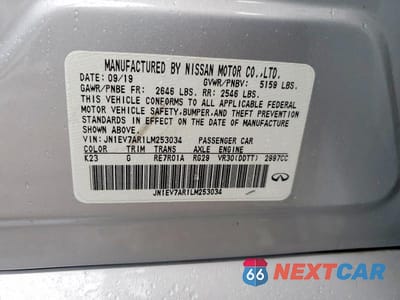 MANUFACTURED BY NISSAN MOTOR CO.,LTD.
DATE: 09/19 GVWR/PNBV: 5159 LBS.
GAWR/PNBE FR: 2646 LBS. RR: 2546 LBS.
THIS VEHICLE CONFORMS TO ALL APPLICABLE FEDERAL
MOTOR VEHICLE SAFETY,BUMPER,AND THEFT PREVENTION
STANDARDS IN EFFECT ON THE DATE OF MANUFACTURE
SHOWN ABOVE.
VIN: JN1EV7AR1LM253034 PASSENGER CAR
COLOR TRIM TRANS AXLE ENGINE
K23 G RE7R01A RG29 VR30(DDTT) 2997CC
JN1EV7AR1LM253034
INFINITI
66 NEXTCAR